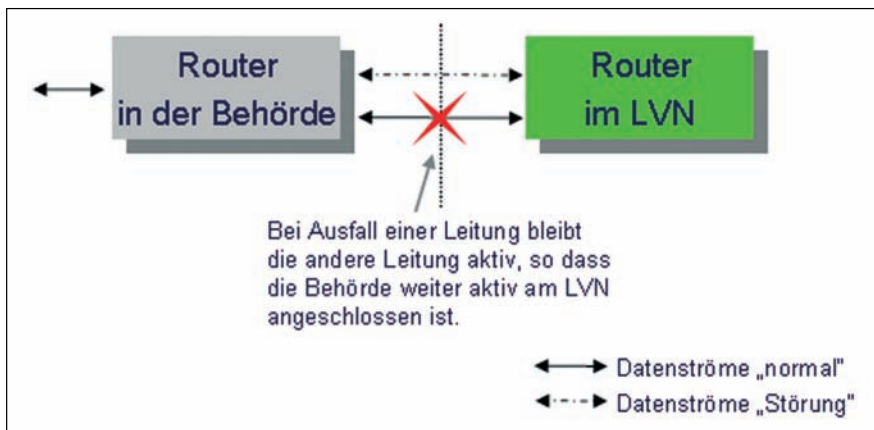 Router
in der Behörde
Router
im LVN
Bei Ausfall einer Leitung bleibt
die andere Leitung aktiv, so dass
die Behörde weiter aktiv am LVN
angeschlossen ist.
Datenströme „normal"
Datenströme „Störung"